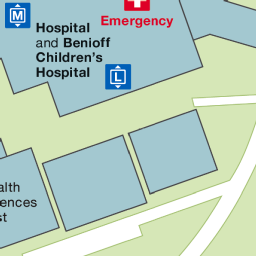 M
Hospital
and Benioff
Children's
Hospital
Emergency
L
alth
ences
st